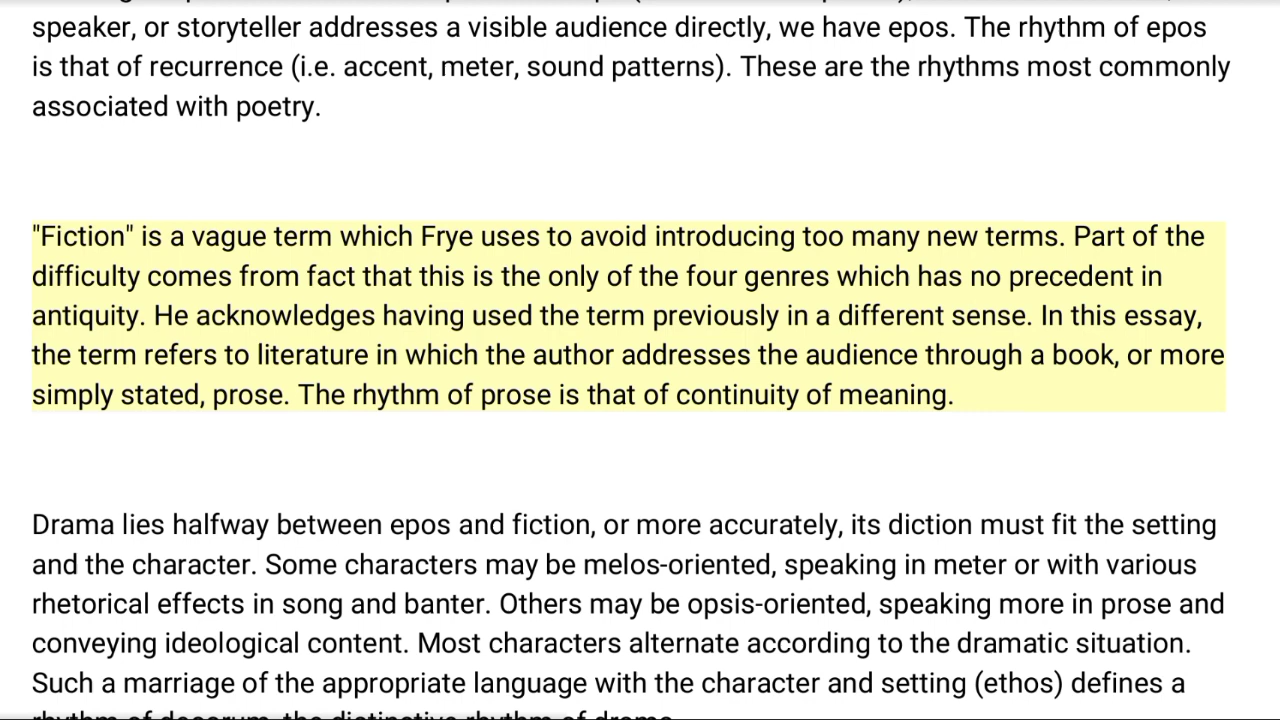 speaker, or storyteller addresses a visible audience directly, we have epos. The rhythm of epos
is that of recurrence (i.e. accent, meter, sound patterns). These are the rhythms most commonly
associated with poetry.
"Fiction" is a vague term which Frye uses to avoid introducing too many new terms. Part of the
difficulty comes from fact that this is the only of the four genres which has no precedent in
antiquity. He acknowledges having used the term previously in a different sense. In this essay,
the term refers to literature in which the author addresses the audience through a book, or more
simply stated, prose. The rhythm of prose is that of continuity of meaning.
Drama lies halfway between epos and fiction, or more accurately, its diction must fit the setting
and the character. Some characters may be melos-oriented, speaking in meter or with various
rhetorical effects in song and banter. Others may be opsis-oriented, speaking more in prose and
conveying ideological content. Most characters alternate according to the dramatic situation.
Such a marriage of the appropriate language with the character and setting (ethos) defines a
rhythm of decorum, the distinctive rhythm of drama.